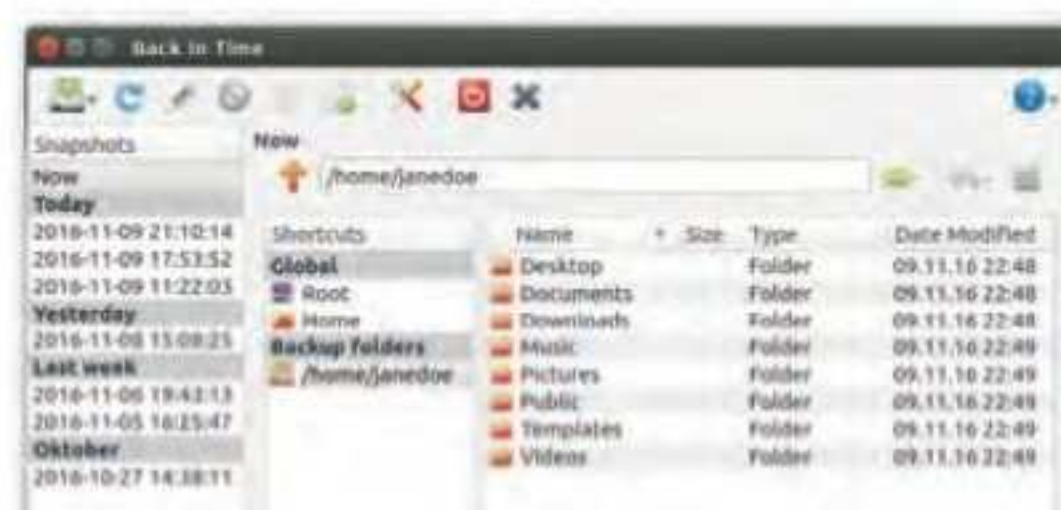 Back In Time
Snapshots
Now
Today
2016-11-09 21:10:14
2016-11-09 17:53:52
2016-11-09 11:22:03
Yesterday
2016-11-08 15:09:25
Last week
2016-11-06 19:43:13
2016-11-05 16:25:47
Oktober
2016-10-27 14:38:11
Now
/home/janedoe
Shortcuts
Global
Root
Home
Backup folders
/home/janedoe
Name Size Type Date Modified
Desktop Folder 09.11.16 22:48
Documents Folder 09.11.16 22:48
Downloads Folder 09.11.16 22:48
Music Folder 09.11.16 22:49
Pictures Folder 09.11.16 22:49
Public Folder 09.11.16 22:49
Templates Folder 09.11.16 22:49
Videos Folder 09.11.16 22:49